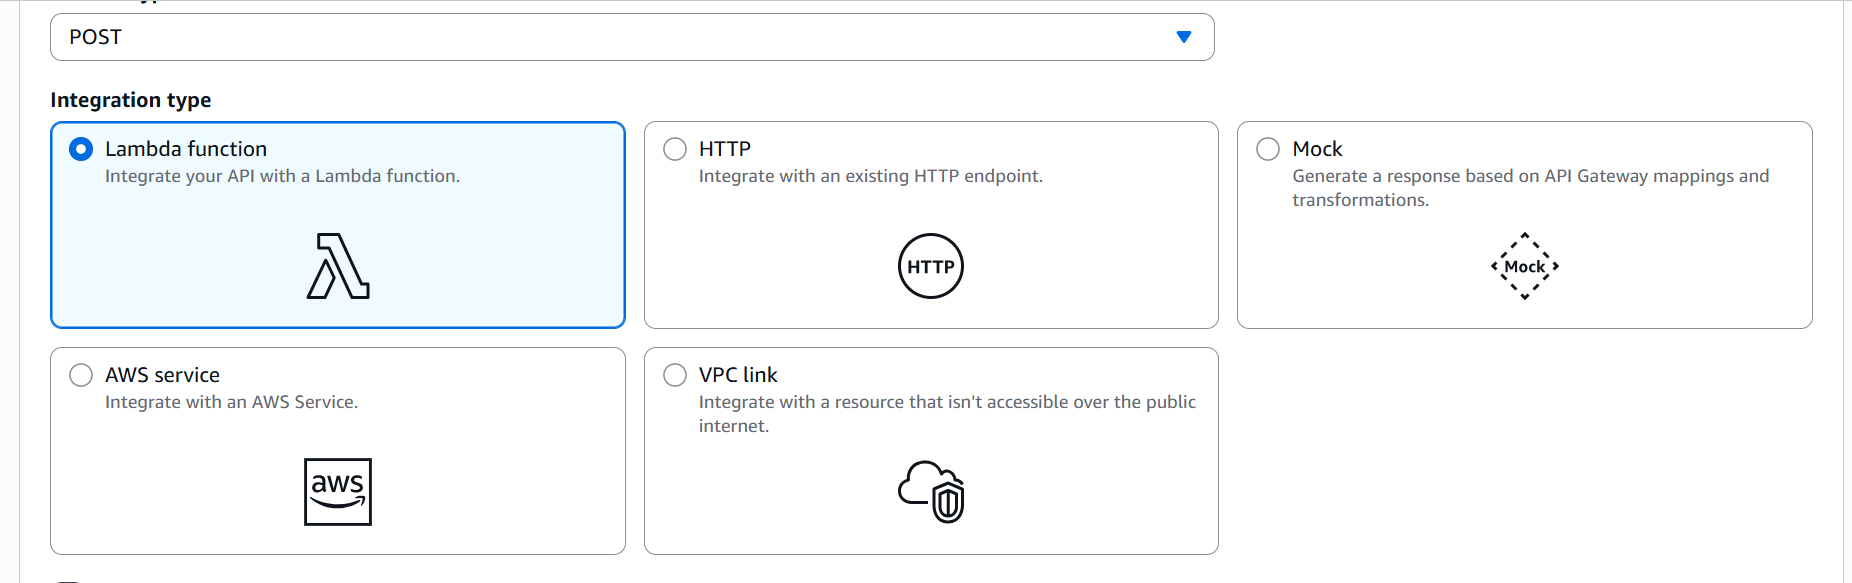 POST
Integration type
Lambda function
Integrate your API with a Lambda function.
HTTP
Integrate with an existing HTTP endpoint.
HTTP
Mock
Generate a response based on API Gateway mappings and
transformations.
Mock
AWS service
Integrate with an AWS Service.
aws
VPC link
Integrate with a resource that isn't accessible over the public
internet.